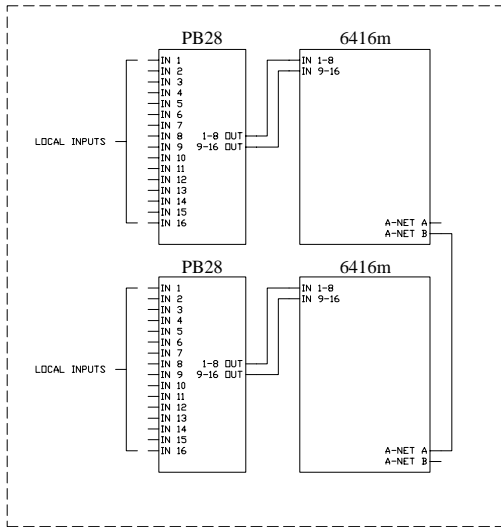 PB28
6416m
IN 1
IN 2
IN 3
IN 4
IN 5
IN 6
IN 7
IN 8
IN 9
IN 10
IN 11
IN 12
IN 13
IN 14
IN 15
IN 16
LOCAL INPUTS
1-8 OUT
9-16 OUT
IN 1-8
IN 9-16
A-NET A
A-NET B
PB28
6416m
IN 1
IN 2
IN 3
IN 4
IN 5
IN 6
IN 7
IN 8
IN 9
IN 10
IN 11
IN 12
IN 13
IN 14
IN 15
IN 16
LOCAL INPUTS
1-8 OUT
9-16 OUT
IN 1-8
IN 9-16
A-NET A
A-NET B